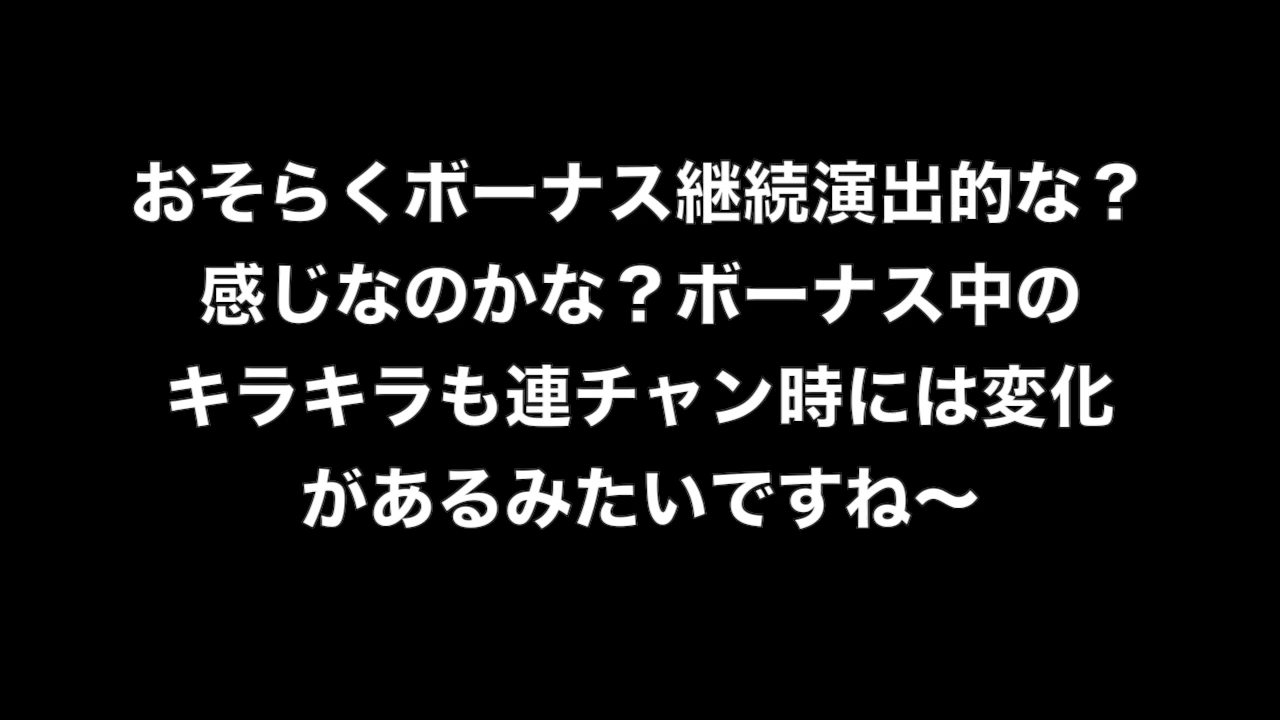 おそらくボーナス継続演出的な？
感じなのかな？ボーナス中の
キラキラも連チャン時には変化
があるみたいですね〜